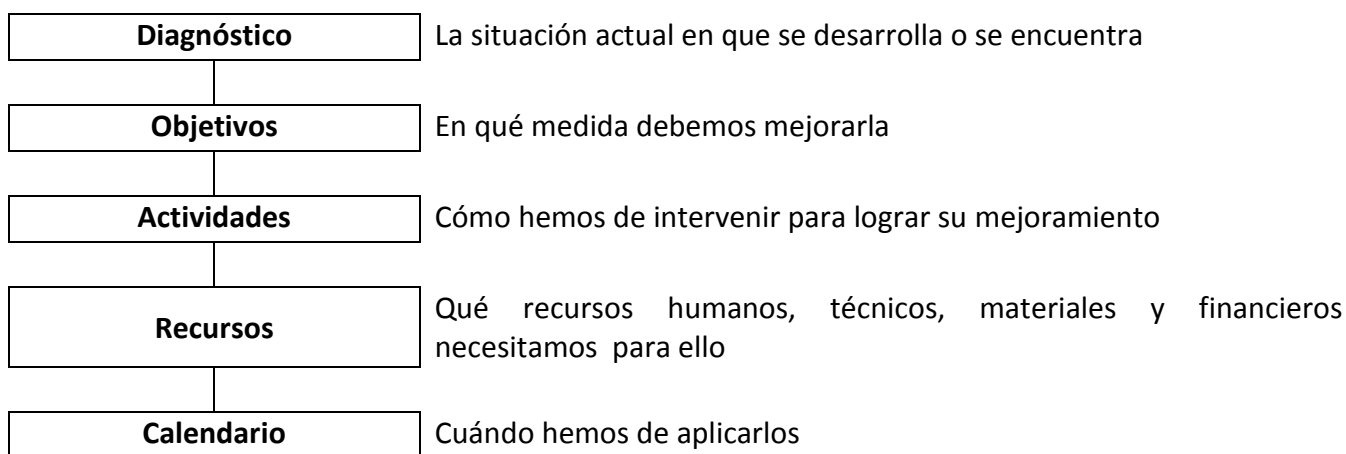 Diagnóstico
La situación actual en que se desarrolla o se encuentra
Objetivos
En qué medida debemos mejorarla
Actividades
Cómo hemos de intervenir para lograr su mejoramiento
Recursos
Qué recursos humanos, técnicos, materiales y financieros
necesitamos para ello
Calendario
Cuándo hemos de aplicarlos